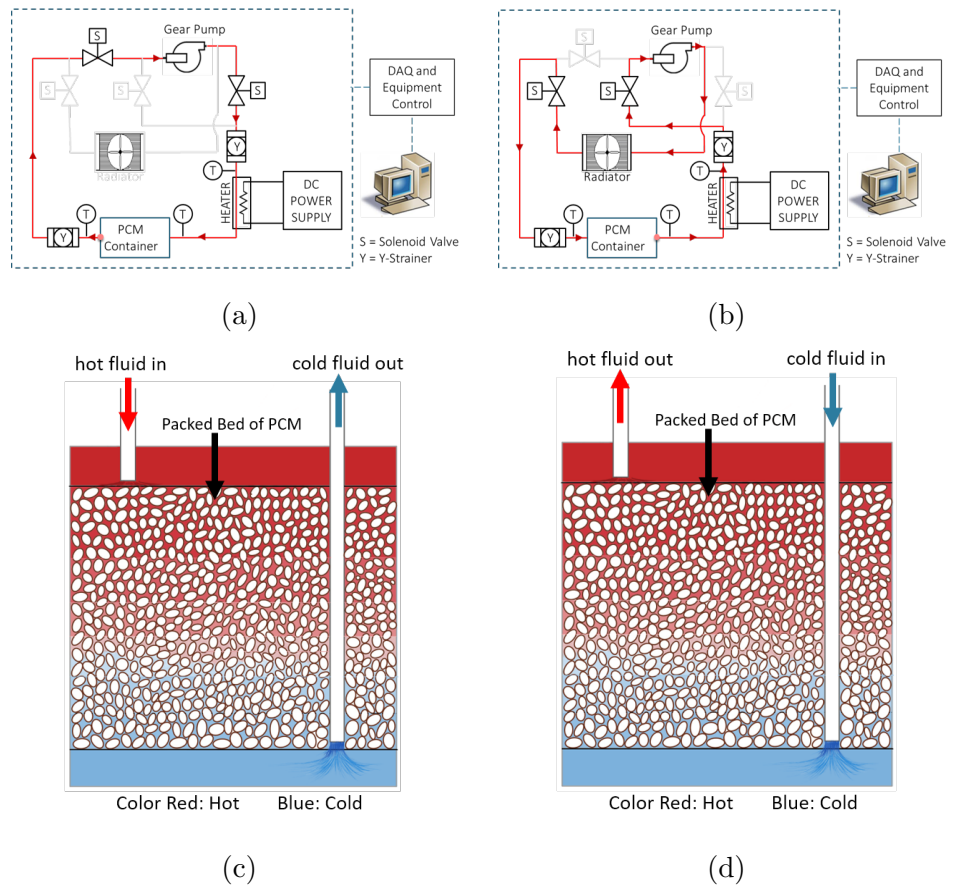 Gear Pump
S
S
S
S
DAQ and
Equipment
Control
Y
Radiator
T
HEATER
DC
POWER
SUPPLY
T
T
Y
PCM
Container
S = Solenoid Valve
Y = Y-Strainer
(a)
Gear Pump
S
S
S
S
DAQ and
Equipment
Control
Y
Radiator
T
HEATER
DC
POWER
SUPPLY
T
T
Y
PCM
Container
S = Solenoid Valve
Y = Y-Strainer
(b)
hot fluid in
cold fluid out
Packed Bed of PCM
Color Red: Hot Blue: Cold
(c)
hot fluid out
cold fluid in
Packed Bed of PCM
Color Red: Hot Blue: Cold
(d)